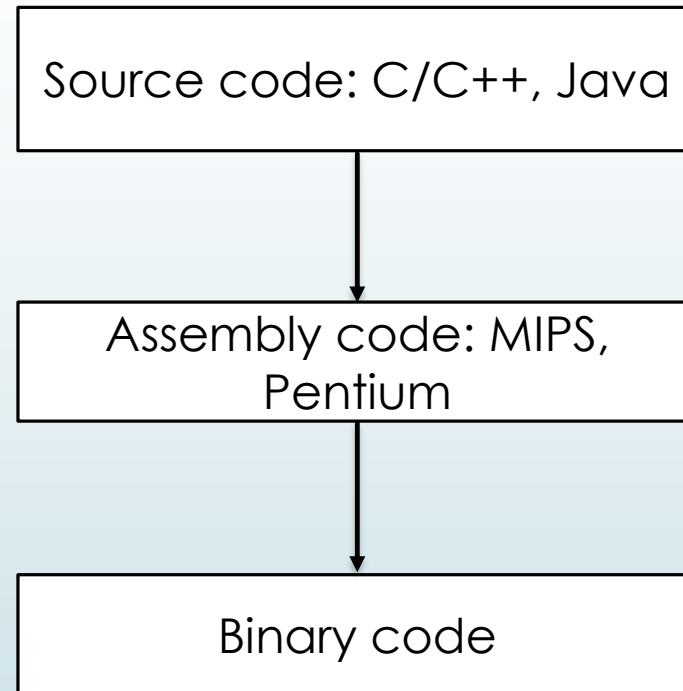 Source code: C/C++, Java
Assembly code: MIPS,
Pentium
Binary code